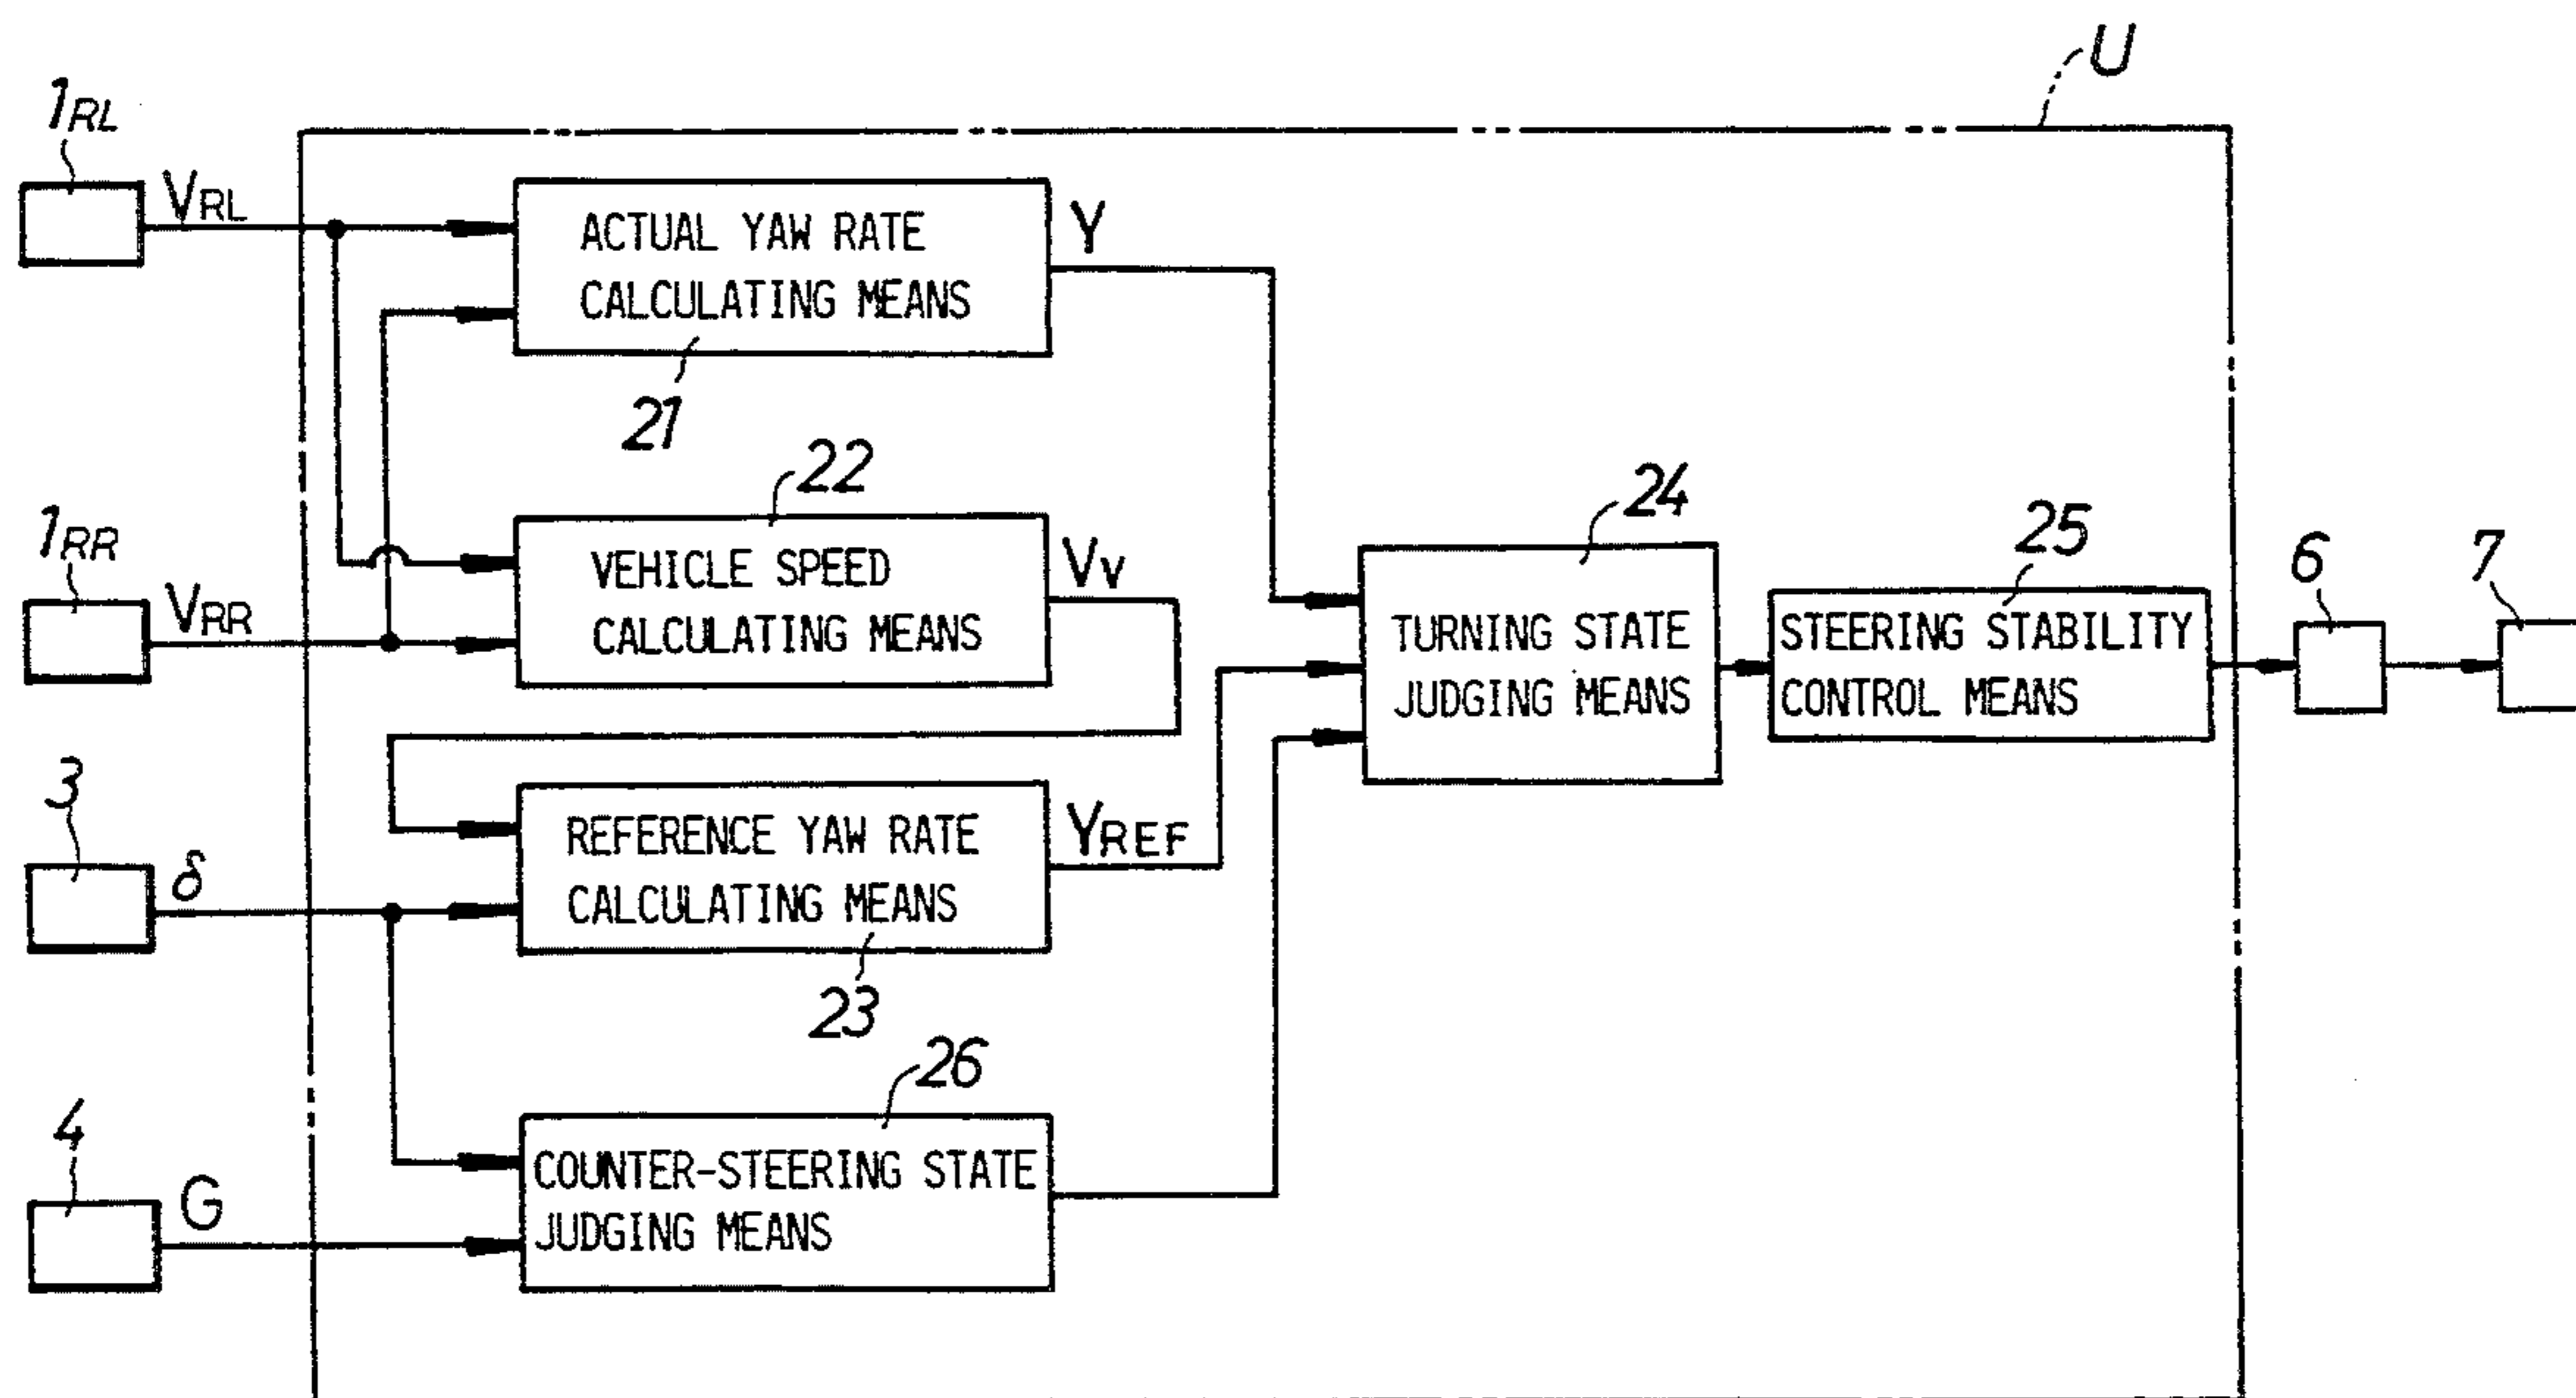 U
1RL
VRL
ACTUAL YAW RATE
CALCULATING MEANS
21
Y
1RR
VRR
22
VEHICLE SPEED
CALCULATING MEANS
Vv
24
TURNING STATE
JUDGING MEANS
25
STEERING STABILITY
CONTROL MEANS
6
7
3
δ
REFERENCE YAW RATE
CALCULATING MEANS
23
YREF
4
G
26
COUNTER-STEERING STATE
JUDGING MEANS